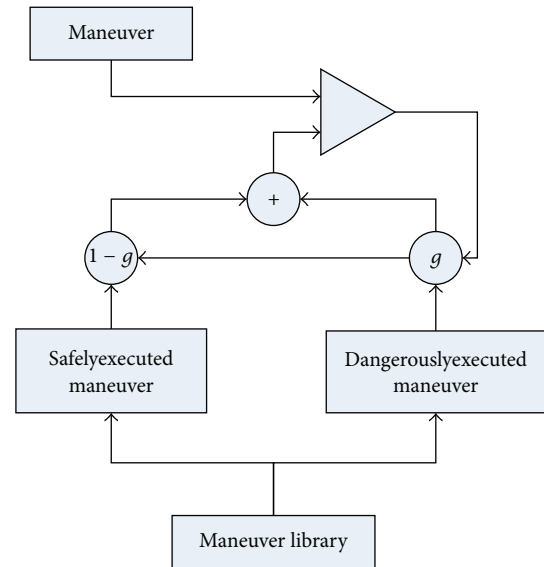 Maneuver
+
1 – g
g
Safelyexecuted
maneuver
Dangerouslyexecuted
maneuver
Maneuver library